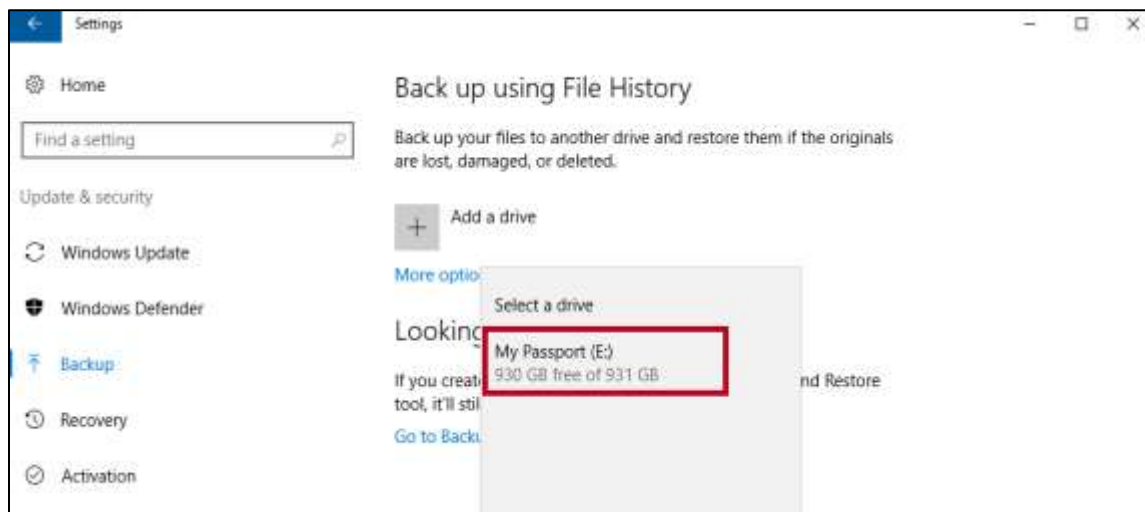 Settings
Home
Find a setting
Update & security
Windows Update
Windows Defender
Backup
Recovery
Activation
Back up using File History
Back up your files to another drive and restore them if the originals
are lost, damaged, or deleted.
Add a drive
More optio
Select a drive
My Passport (E:)
930 GB free of 931 GB
Looking
If you creat nd Restore
tool, it'll stil
Go to Back